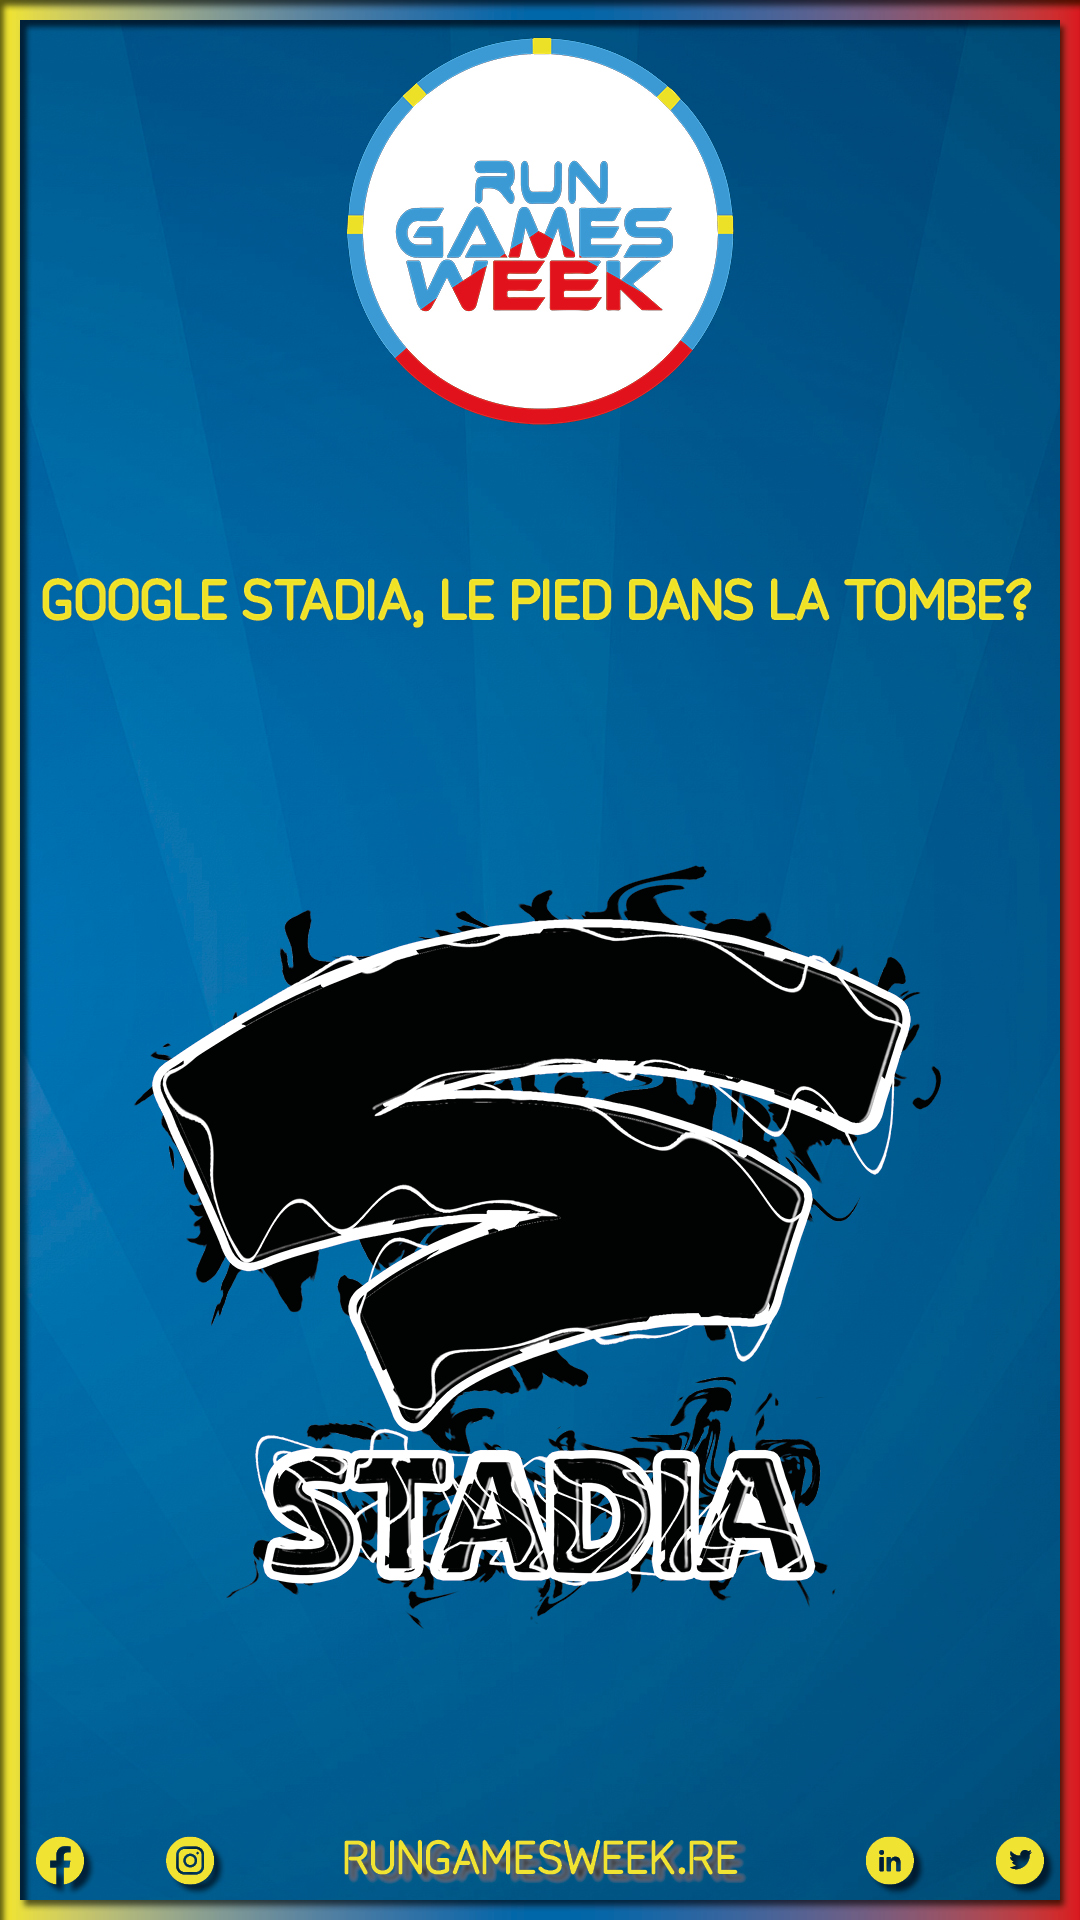 RUN
GAMES
WEEK
GOOGLE STADIA, LE PIED DANS LA TOMBE?
STADIA
RUNGAMESWEEK.RE